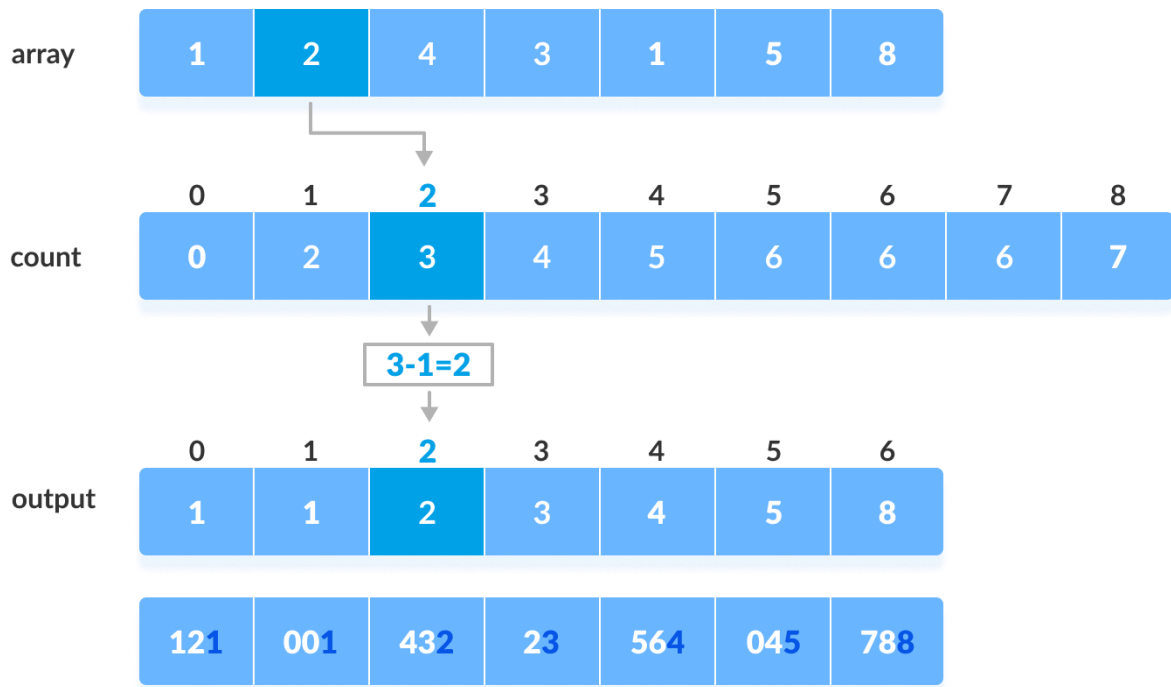 array 1 2 4 3 1 5 8
0 1 2 3 4 5 6 7 8
count 0 2 3 4 5 6 6 6 7
3-1=2
0 1 2 3 4 5 6
output 1 1 2 3 4 5 8
121 001 432 23 564 045 788